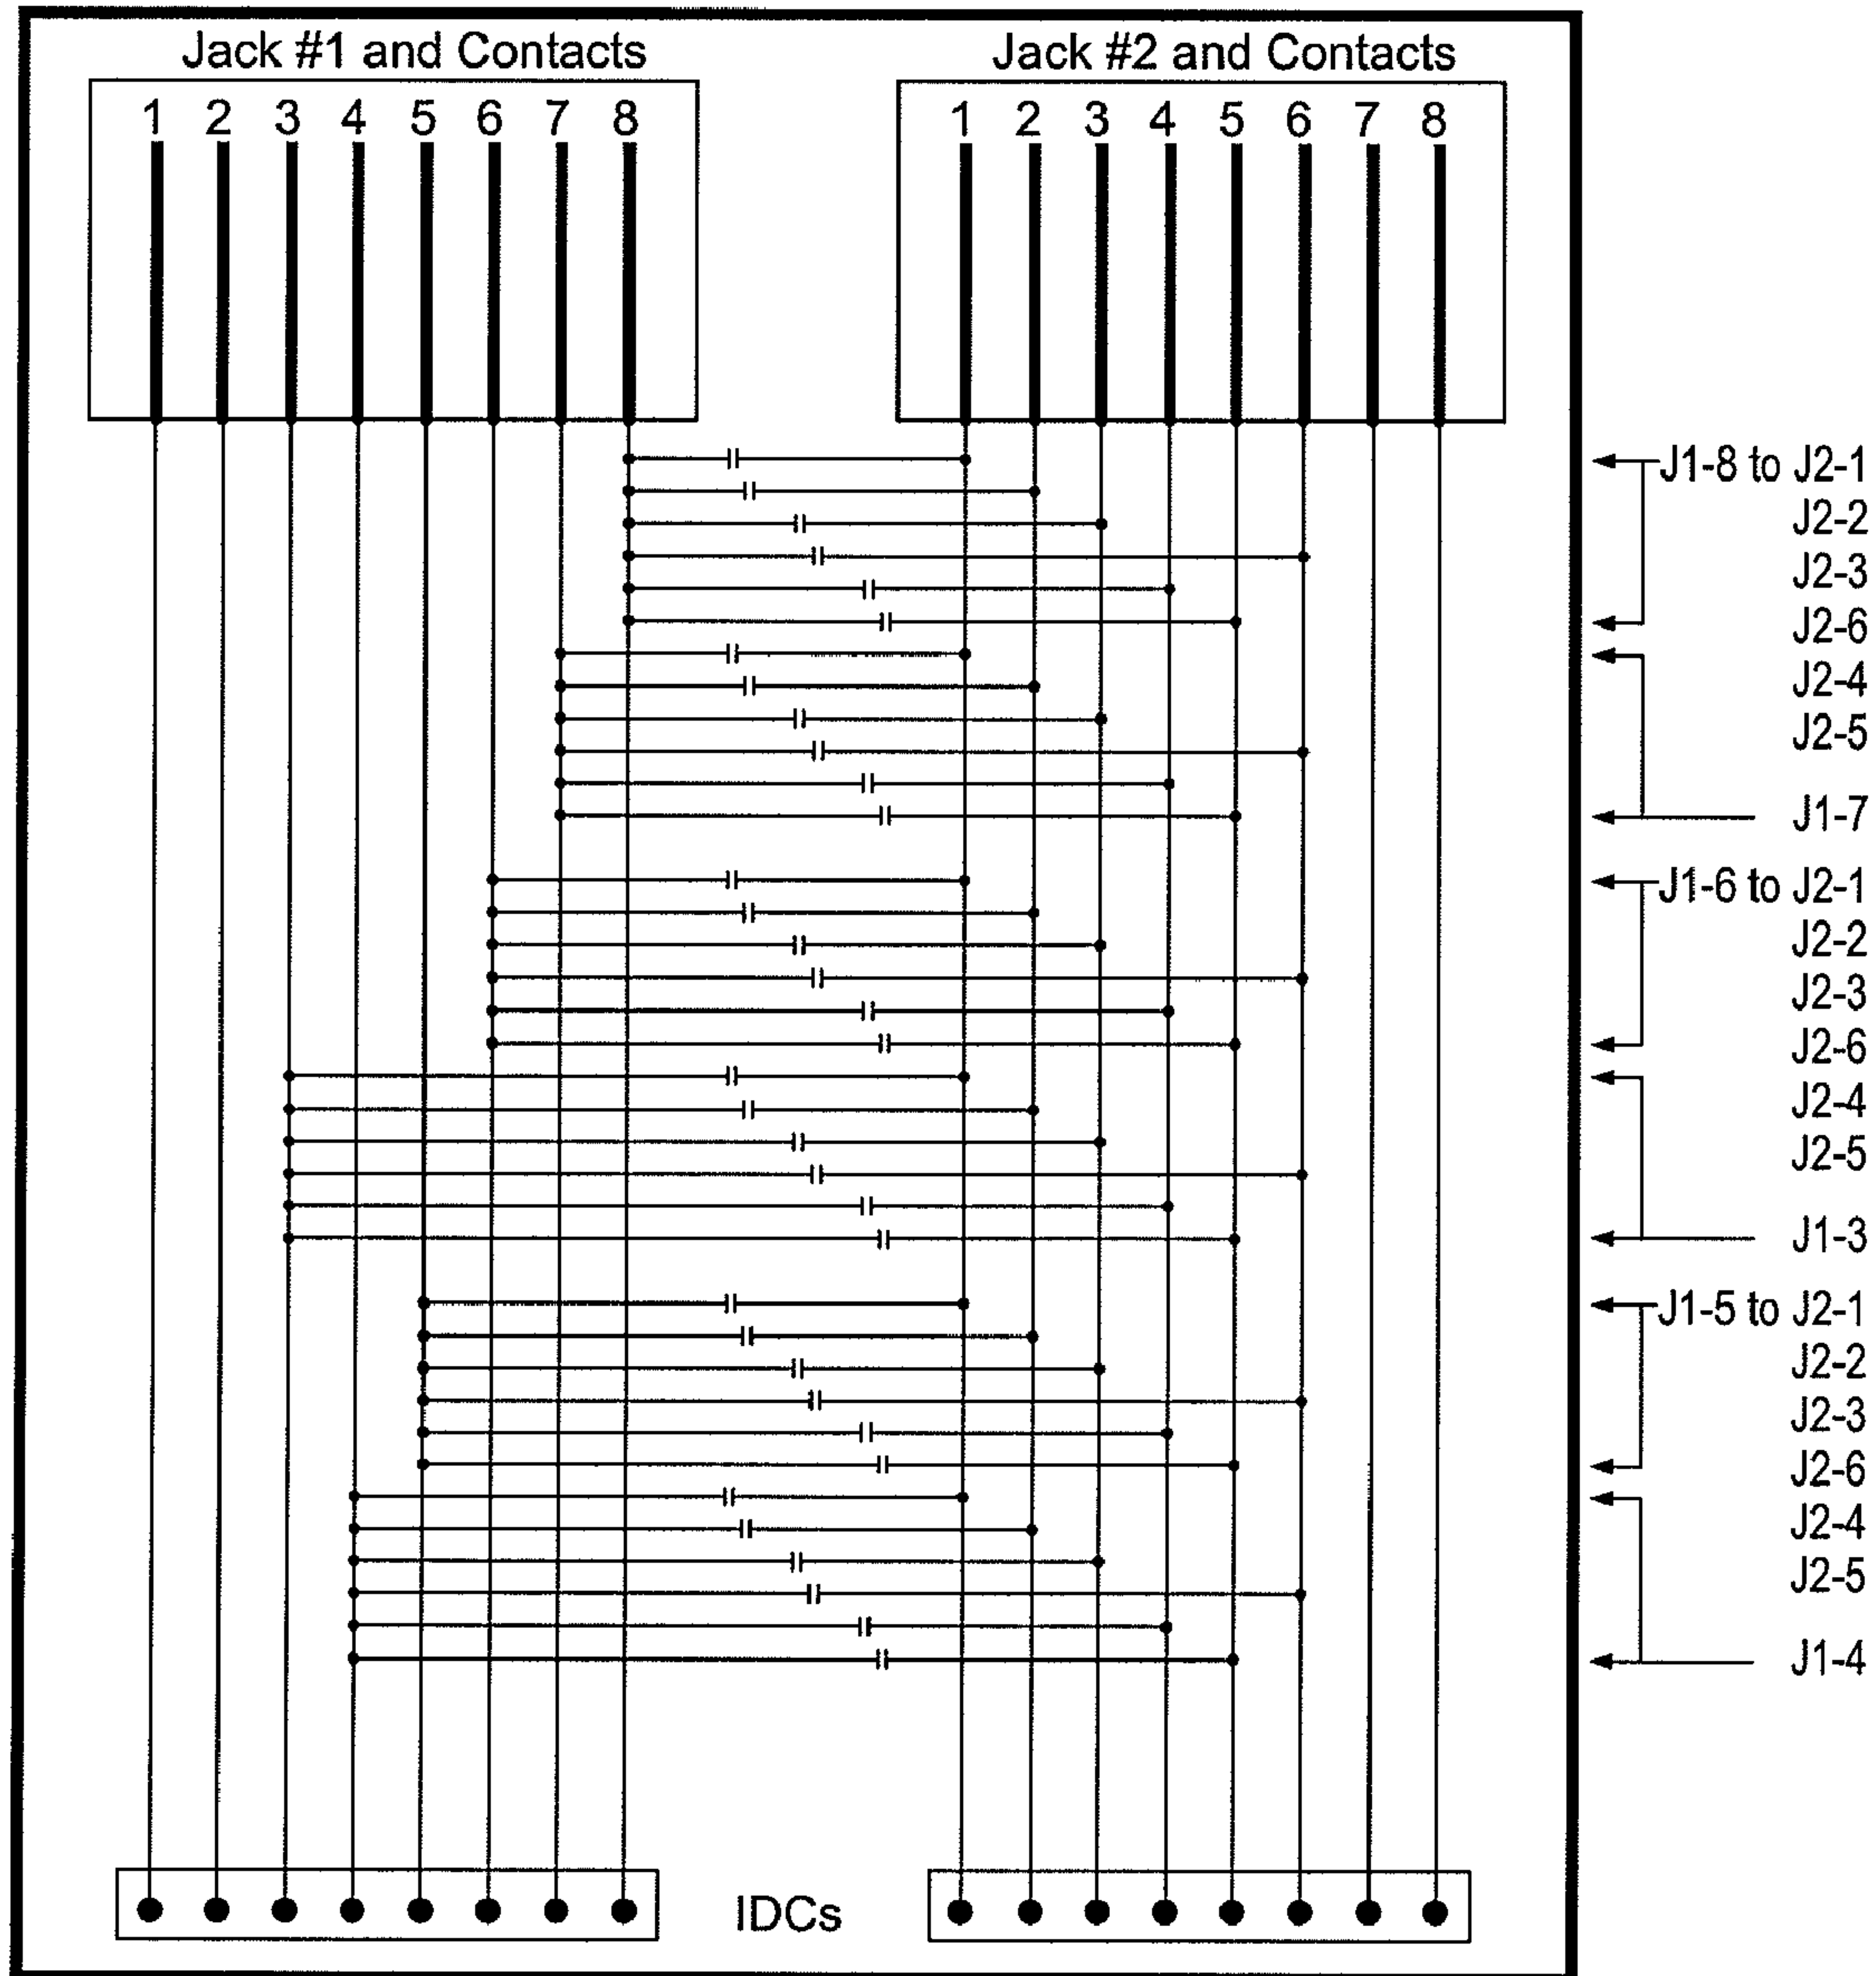 Jack #1 and Contacts
Jack #2 and Contacts
1 2 3 4 5 6 7 8
1 2 3 4 5 6 7 8
J1-8 to J2-1
J2-2
J2-3
J2-6
J2-4
J2-5
J1-7
J1-6 to J2-1
J2-2
J2-3
J2-6
J2-4
J2-5
J1-3
J1-5 to J2-1
J2-2
J2-3
J2-6
J2-4
J2-5
J1-4
IDCs